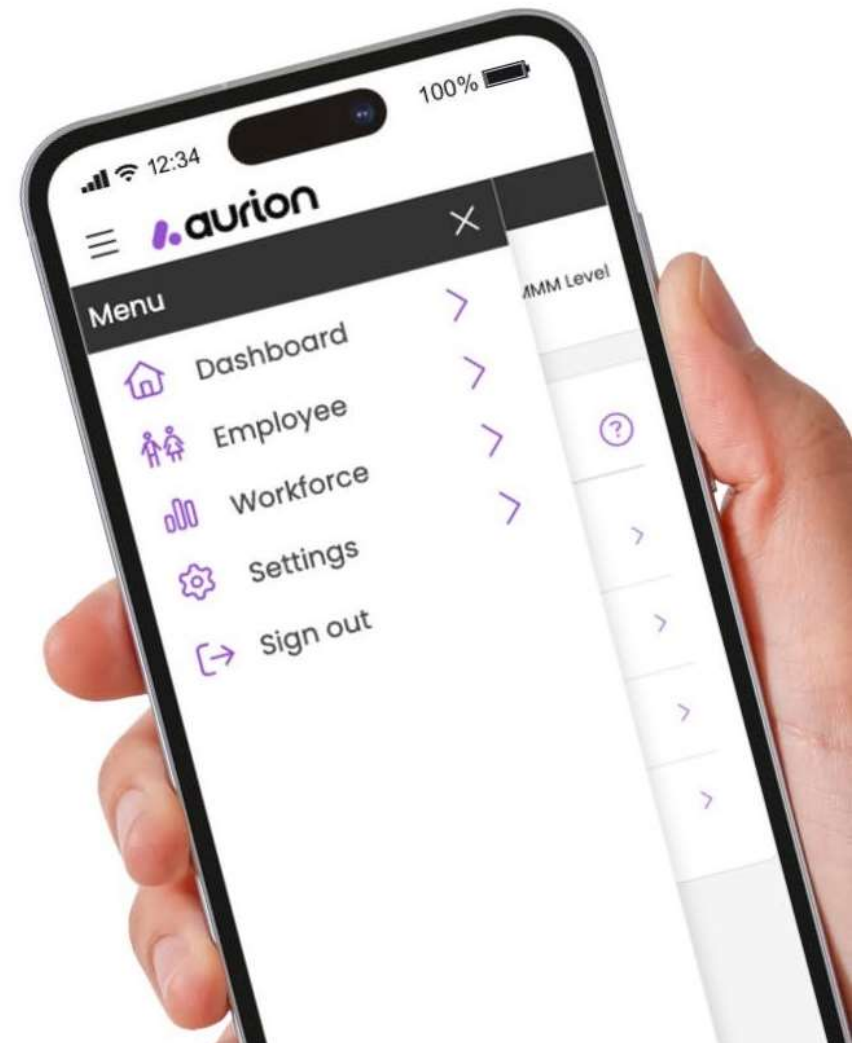 12:34
100%
aurion
Menu
Dashboard
Employee
Workforce
Settings
Sign out
MMM Level